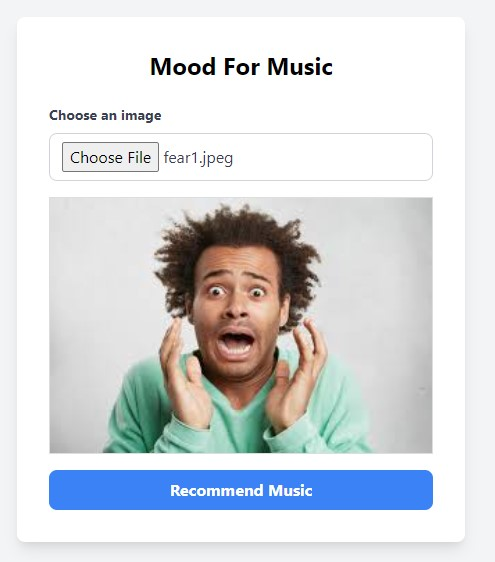 Mood For Music
Choose an image
Choose File fear1.jpeg
Recommend Music